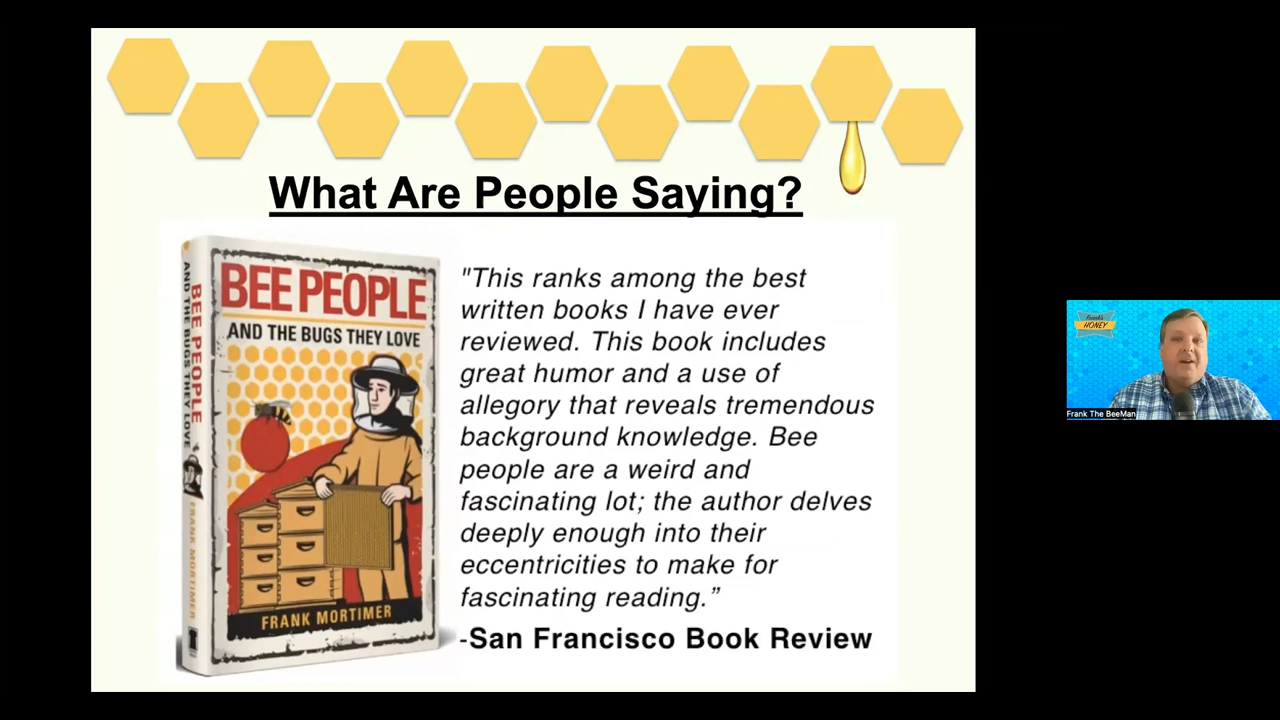 What Are People Saying?
BEE PEOPLE
AND THE BUGS THEY LOVE
FRANK MORTIMER
BEE PEOPLE
AND THE BUGS THEY LOVE
FRANK MORTIMER
"This ranks among the best
written books I have ever
reviewed. This book includes
great humor and a use of
allegory that reveals tremendous
background knowledge. Bee
people are a weird and
fascinating lot; the author delves
deeply enough into their
eccentricities to make for
fascinating reading.”
-San Francisco Book Review
HONEY
Frank The BeeMan